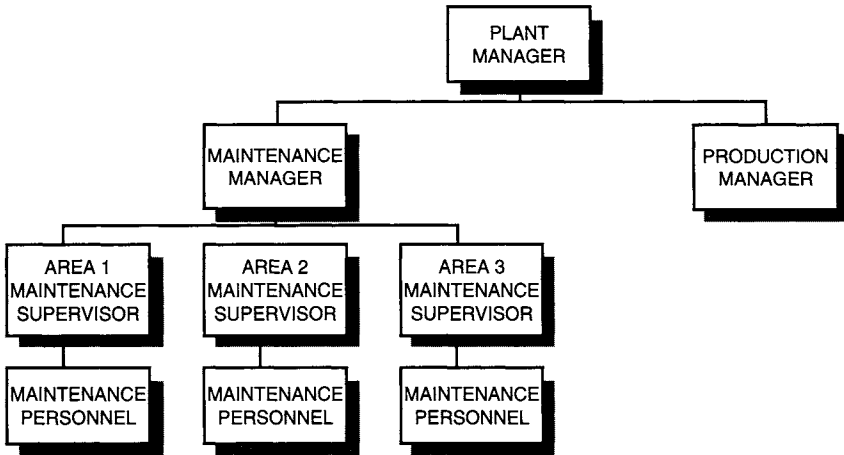 PLANT
MANAGER
MAINTENANCE
MANAGER
PRODUCTION
MANAGER
AREA 1
MAINTENANCE
SUPERVISOR
AREA 2
MAINTENANCE
SUPERVISOR
AREA 3
MAINTENANCE
SUPERVISOR
MAINTENANCE
PERSONNEL
MAINTENANCE
PERSONNEL
MAINTENANCE
PERSONNEL